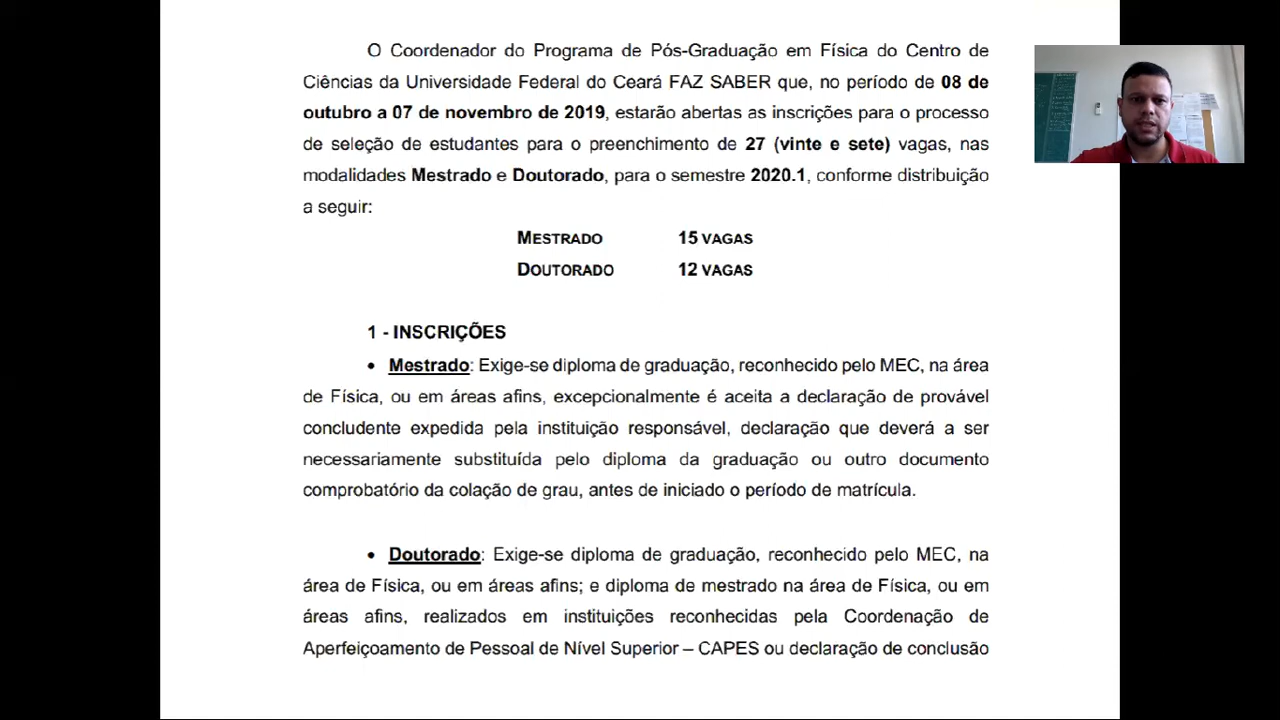 O Coordenador do Programa de Pós-Graduação em Física do Centro de
Ciências da Universidade Federal do Ceará FAZ SABER que, no período de 08 de
outubro a 07 de novembro de 2019, estarão abertas as inscrições para o processo
de seleção de estudantes para o preenchimento de 27 (vinte e sete) vagas, nas
modalidades Mestrado e Doutorado, para o semestre 2020.1, conforme distribuição
a seguir:
MESTRADO 15 VAGAS
DOUTORADO 12 VAGAS
1 - INSCRIÇÕES
• Mestrado: Exige-se diploma de graduação, reconhecido pelo MEC, na área
de Física, ou em áreas afins, excepcionalmente é aceita a declaração de provável
concludente expedida pela instituição responsável, declaração que deverá a ser
necessariamente substituída pelo diploma da graduação ou outro documento
comprobatório da colação de grau, antes de iniciado o período de matrícula.
• Doutorado: Exige-se diploma de graduação, reconhecido pelo MEC, na
área de Física, ou em áreas afins; e diploma de mestrado na área de Física, ou em
áreas afins, realizados em instituições reconhecidas pela Coordenação de
Aperfeiçoamento de Pessoal de Nível Superior – CAPES ou declaração de conclusão